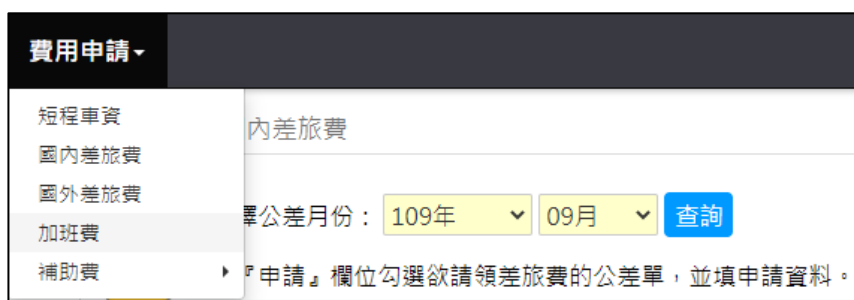 費用申請
短程車資
國內差旅費
國外差旅費
加班費
補助費
內差旅費
擇公差月份：109年 09月 查詢
『申請』欄位勾選欲請領差旅費的公差單，並填申請資料。